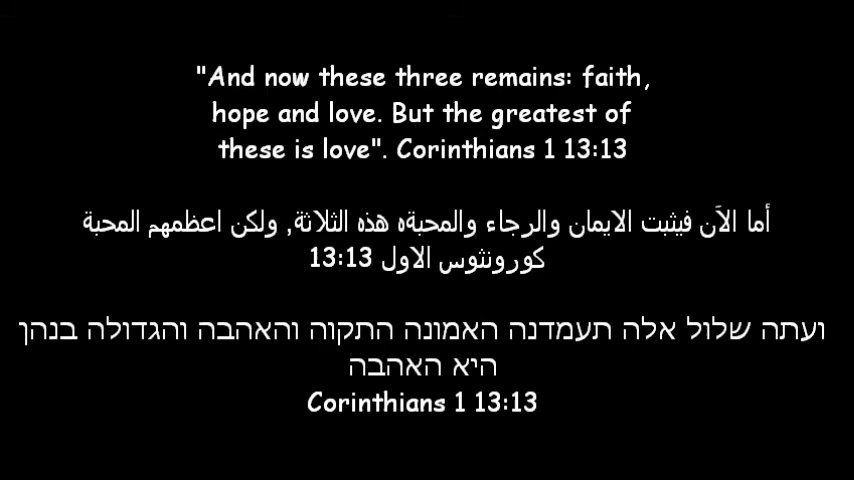 "And now these three remains: faith,
hope and love. But the greatest of
these is love". Corinthians 1 13:13
أما الآن فيثبت الايمان والرجاء والمحبةه هذه الثلاثة, ولكن اعظمهم المحبة
كورونثوس الاول 13:13
ועתה שלול אלה תעמדנה האמונה התקוה והאהבה והגדולה בנהן
היא האהבה
Corinthians 1 13:13